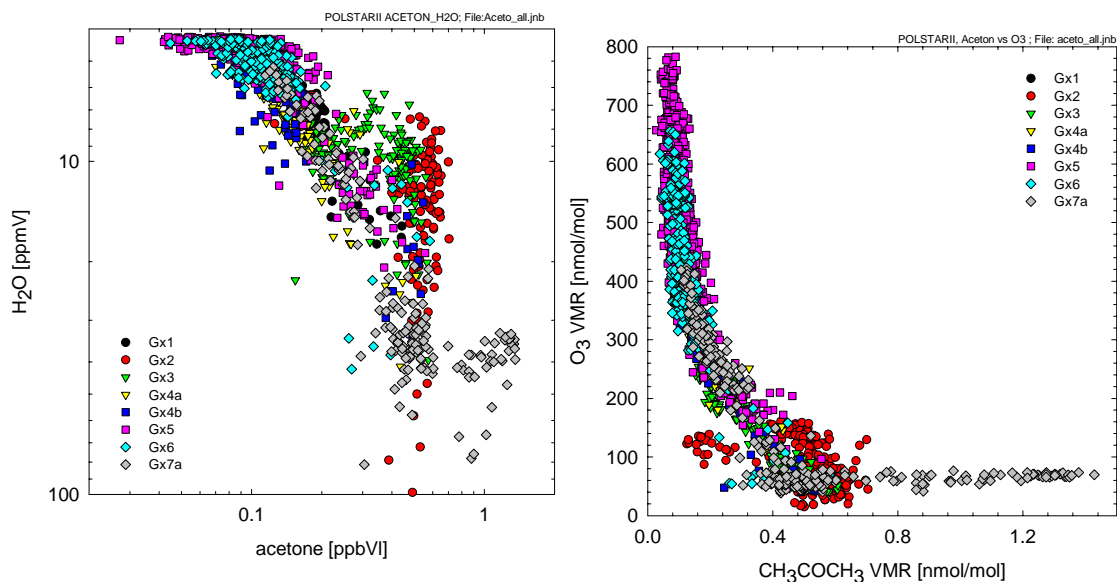 POLSTARII ACETON_H2O; File:Aceto_all.jnb
H₂O [ppmV]
10
100
Gx1
Gx2
Gx3
Gx4a
Gx4b
Gx5
Gx6
Gx7a
0.1
1
acetone [ppbVl]
POLSTARII, Aceton vs O3 ; File: aceto_all.jnb
O₃ VMR [nmol/mol]
800
700
600
500
400
300
200
100
0
Gx1
Gx2
Gx3
Gx4a
Gx4b
Gx5
Gx6
Gx7a
0.0
0.4
0.8
1.2
CH₃COCH₃ VMR [nmol/mol]